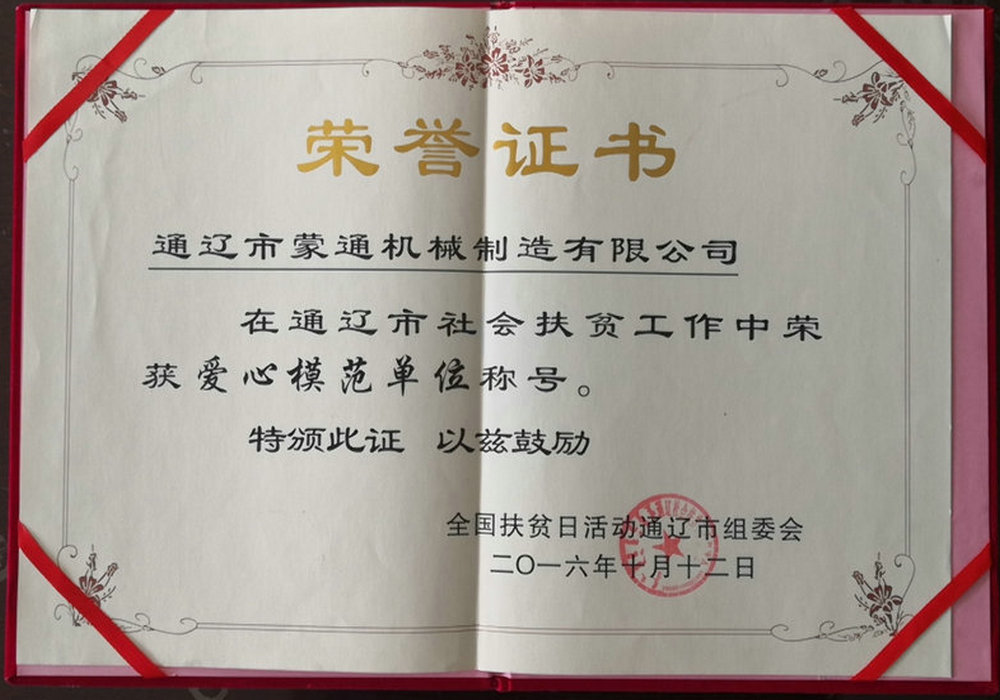 荣誉证书
通辽市蒙通机械制造有限公司
在通辽市社会扶贫工作中荣
获爱心模范单位称号。
特颁此证 以兹鼓励
全国扶贫日活动通辽市组委会
二〇一六年十月十二日